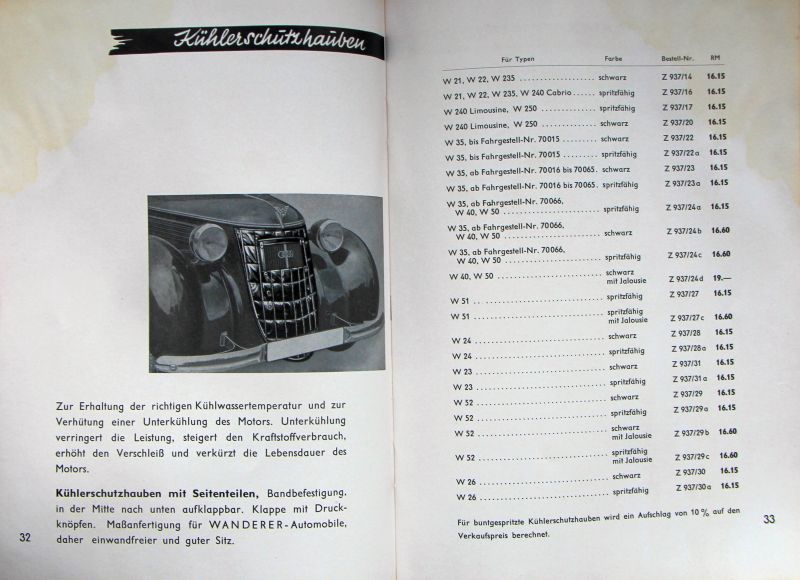 Kühlerschutzhauben
Zur Erhaltung der richtigen Kühlwassertemperatur und zur
Verhütung einer Unterkühlung des Motors. Unterkühlung
verringert die Leistung, steigert den Kraftstoffverbrauch,
erhöht den Verschleiß und verkürzt die Lebensdauer des
Motors.
Kühlerschutzhauben mit Seitenteilen, Bandbefestigung,
in der Mitte nach unten aufklappbar. Klappe mit Druck-
knöpfen. Maßanfertigung für WANDERER-Automobile,
daher einwandfreier und guter Sitz.
32
Für Typen Farbe Bestell-Nr. RM
W 21, W 22, W 235 schwarz Z 937/14 16.15
W 21, W 22, W 235, W 240 Cabrio spritzfähig Z 937/16 16.15
W 240 Limousine, W 250 spritzfähig Z 937/17 16.15
W 240 Limousine, W 250 schwarz Z 937/20 16.15
W 35, bis Fahrgestell-Nr. 70015 schwarz Z 937/22 16.15
W 35, bis Fahrgestell-Nr. 70015 spritzfähig Z 937/22a 16.15
W 35, ab Fahrgestell-Nr. 70016 bis 70065 schwarz Z 937/23 16.15
W 35, ab Fahrgestell-Nr. 70016 bis 70065 spritzfähig Z 937/23a 16.15
W 35, ab Fahrgestell-Nr. 70066,
W 40, W 50 spritzfähig Z 937/24a 16.15
W 35, ab Fahrgestell-Nr. 70066,
W 40, W 50 schwarz Z 937/24b 16.60
W 35, ab Fahrgestell-Nr. 70066,
W 40, W 50 spritzfähig Z 937/24c 16.60
W 40, W 50 schwarz
mit Jalousie Z 937/24d 19.—
W 51 spritzfähig Z 937/27 16.15
W 51 spritzfähig
mit Jalousie Z 937/27c 16.60
W 24 schwarz Z 937/28 16.15
W 24 spritzfähig Z 937/28a 16.15
W 23 schwarz Z 937/31 16.15
W 23 spritzfähig Z 937/31a 16.15
W 52 schwarz Z 937/29 16.15
W 52 spritzfähig Z 937/29a 16.15
W 52 schwarz
mit Jalousie Z 937/29b 16.60
W 52 spritzfähig
mit Jalousie Z 937/29c 16.60
W 26 schwarz Z 937/30 16.15
W 26 spritzfähig Z 937/30a 16.15
Für buntgespritzte Kühlerschutzhauben wird ein Aufschlag von 10 % auf den
Verkaufspreis berechnet.
33